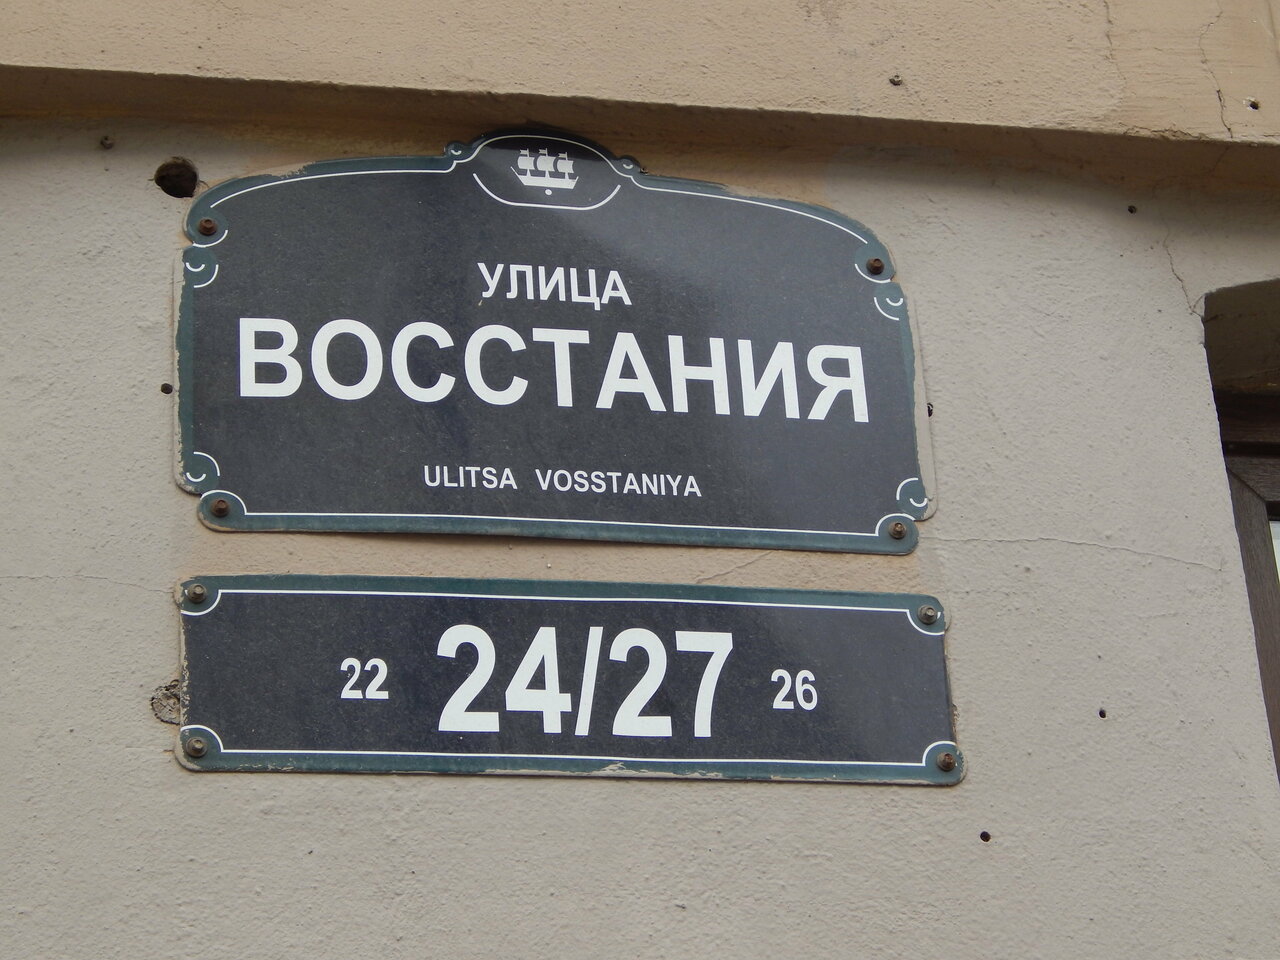 УЛИЦА
ВОССТАНИЯ
ULITSA VOSSTANIYA
22 24/27 26